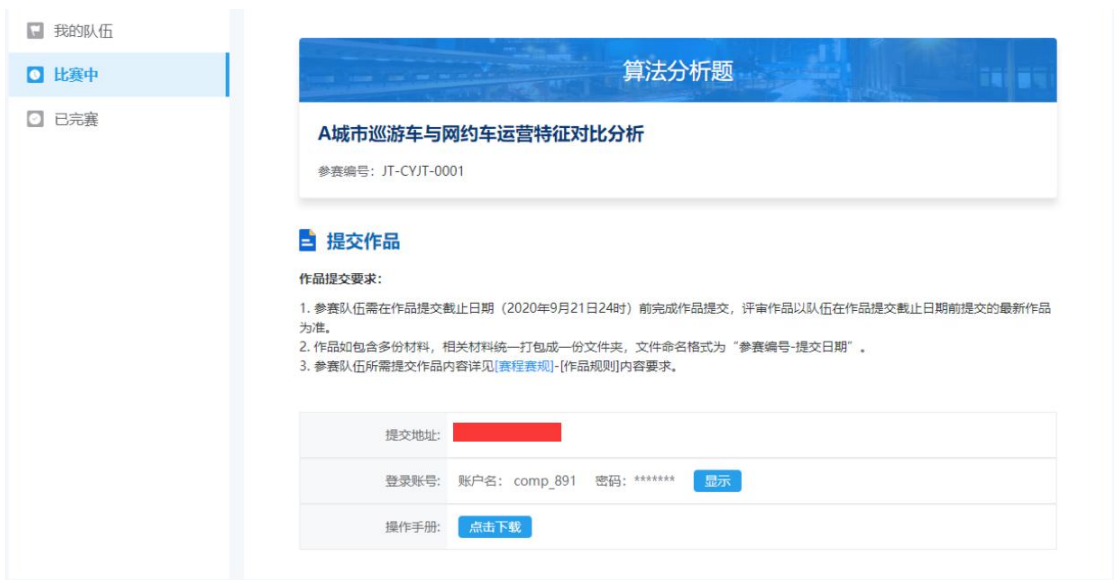 我的队伍
比赛中
已完赛
算法分析题
A城市巡游车与网约车运营特征对比分析
参赛编号：JT-CYJT-0001
提交作品
作品提交要求：
1. 参赛队伍需在作品提交截止日期（2020年9月21日24时）前完成作品提交，评审作品以队伍在作品提交截止日期前提交的最新作品
为准。
2. 作品如包含多份材料，相关材料统一打包成一份文件夹，文件命名格式为“参赛编号-提交日期”。
3. 参赛队伍所需提交作品内容详见[赛程赛规]-[作品规则]内容要求。
提交地址:
登录账号: 账户名： comp_891 密码：******* 显示
操作手册: 点击下载